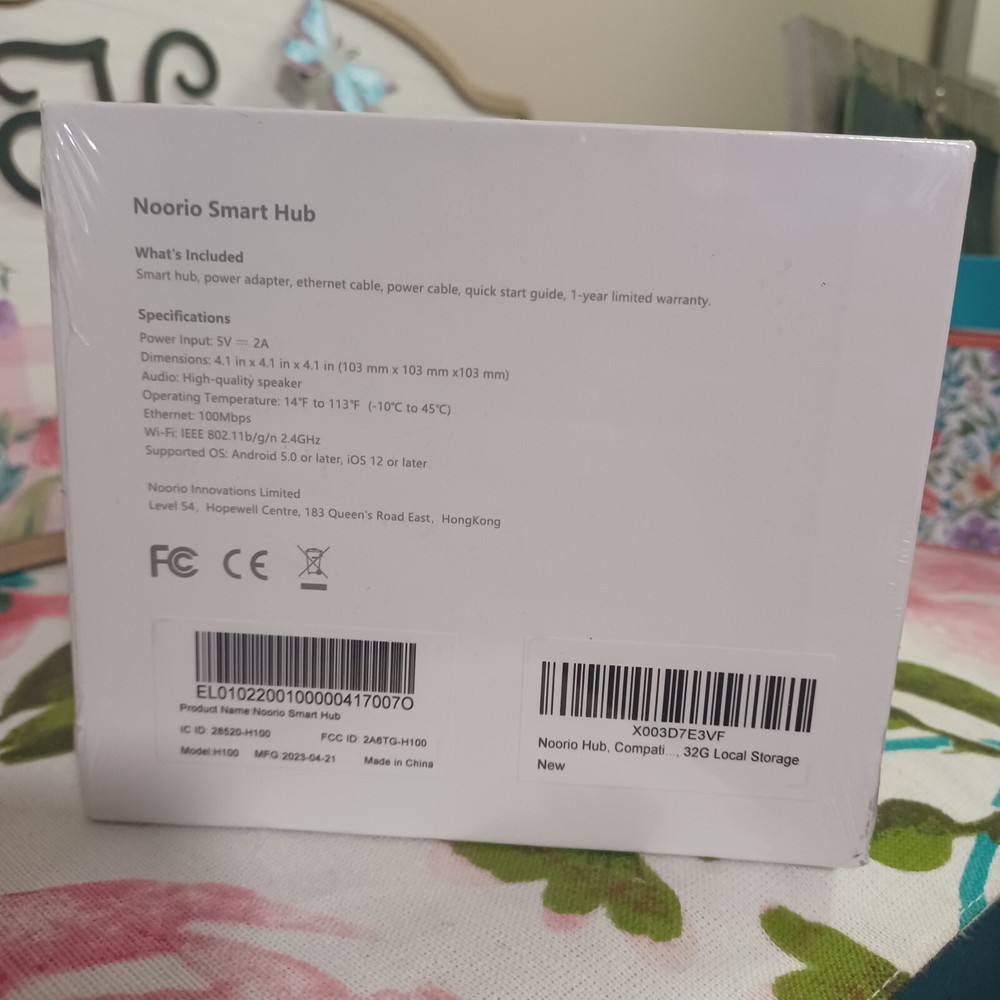 Noorio Smart Hub
What's Included
Smart hub, power adapter, ethernet cable, power cable, quick start guide, 1-year limited warranty.
Specifications
Power Input: 5V ⎓ 2A
Dimensions: 4.1 in x 4.1 in x 4.1 in (103 mm x 103 mm x103 mm)
Audio: High-quality speaker
Operating Temperature: 14℉ to 113℉ (-10℃ to 45℃)
Ethernet: 100Mbps
Wi-Fi: IEEE 802.11b/g/n 2.4GHz
Supported OS: Android 5.0 or later, iOS 12 or later
Noorio Innovations Limited
Level 54, Hopewell Centre, 183 Queen's Road East, HongKong
FC CE
EL0102200100000417007O
Product Name:Noorio Smart Hub
IC ID: 28520-H100 FCC ID: 2A6TG-H100
Model:H100 MFG 2023-04-21 Made in China
X003D7E3VF
Noorio Hub, Compati..., 32G Local Storage
New